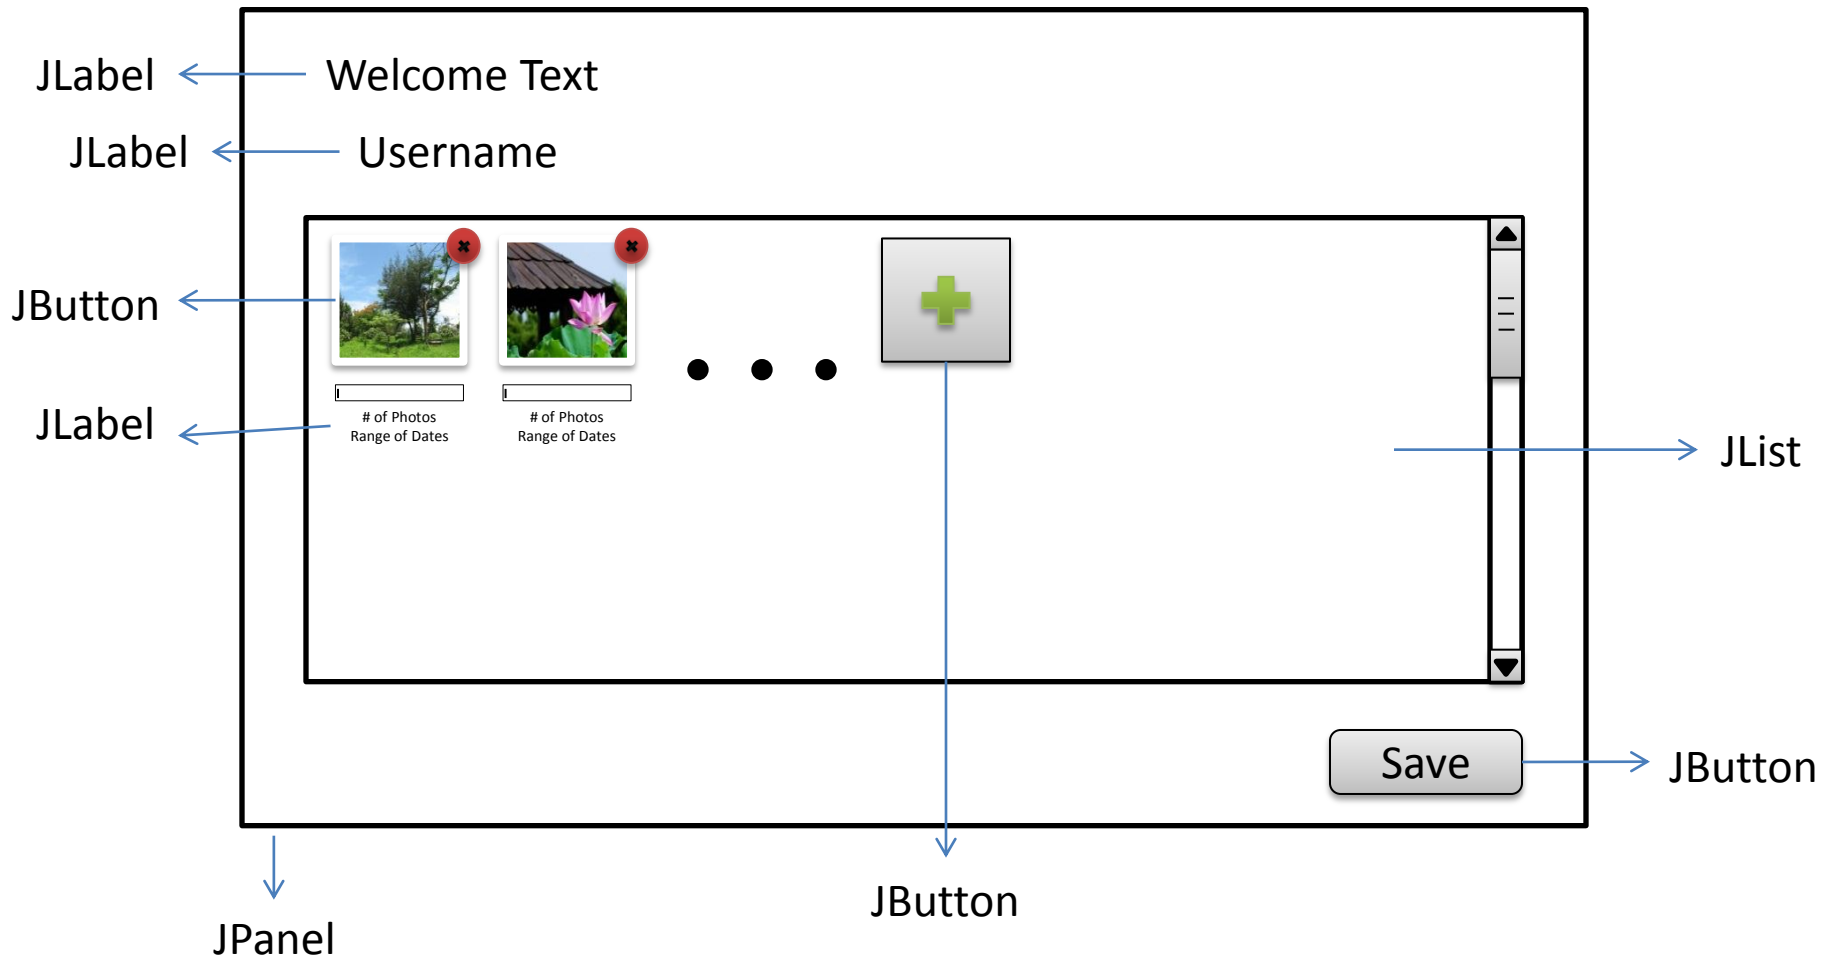 JLabel
Welcome Text
JLabel
Username
JButton
JLabel
# of Photos
Range of Dates
# of Photos
Range of Dates
JList
Save
JButton
JButton
JPanel